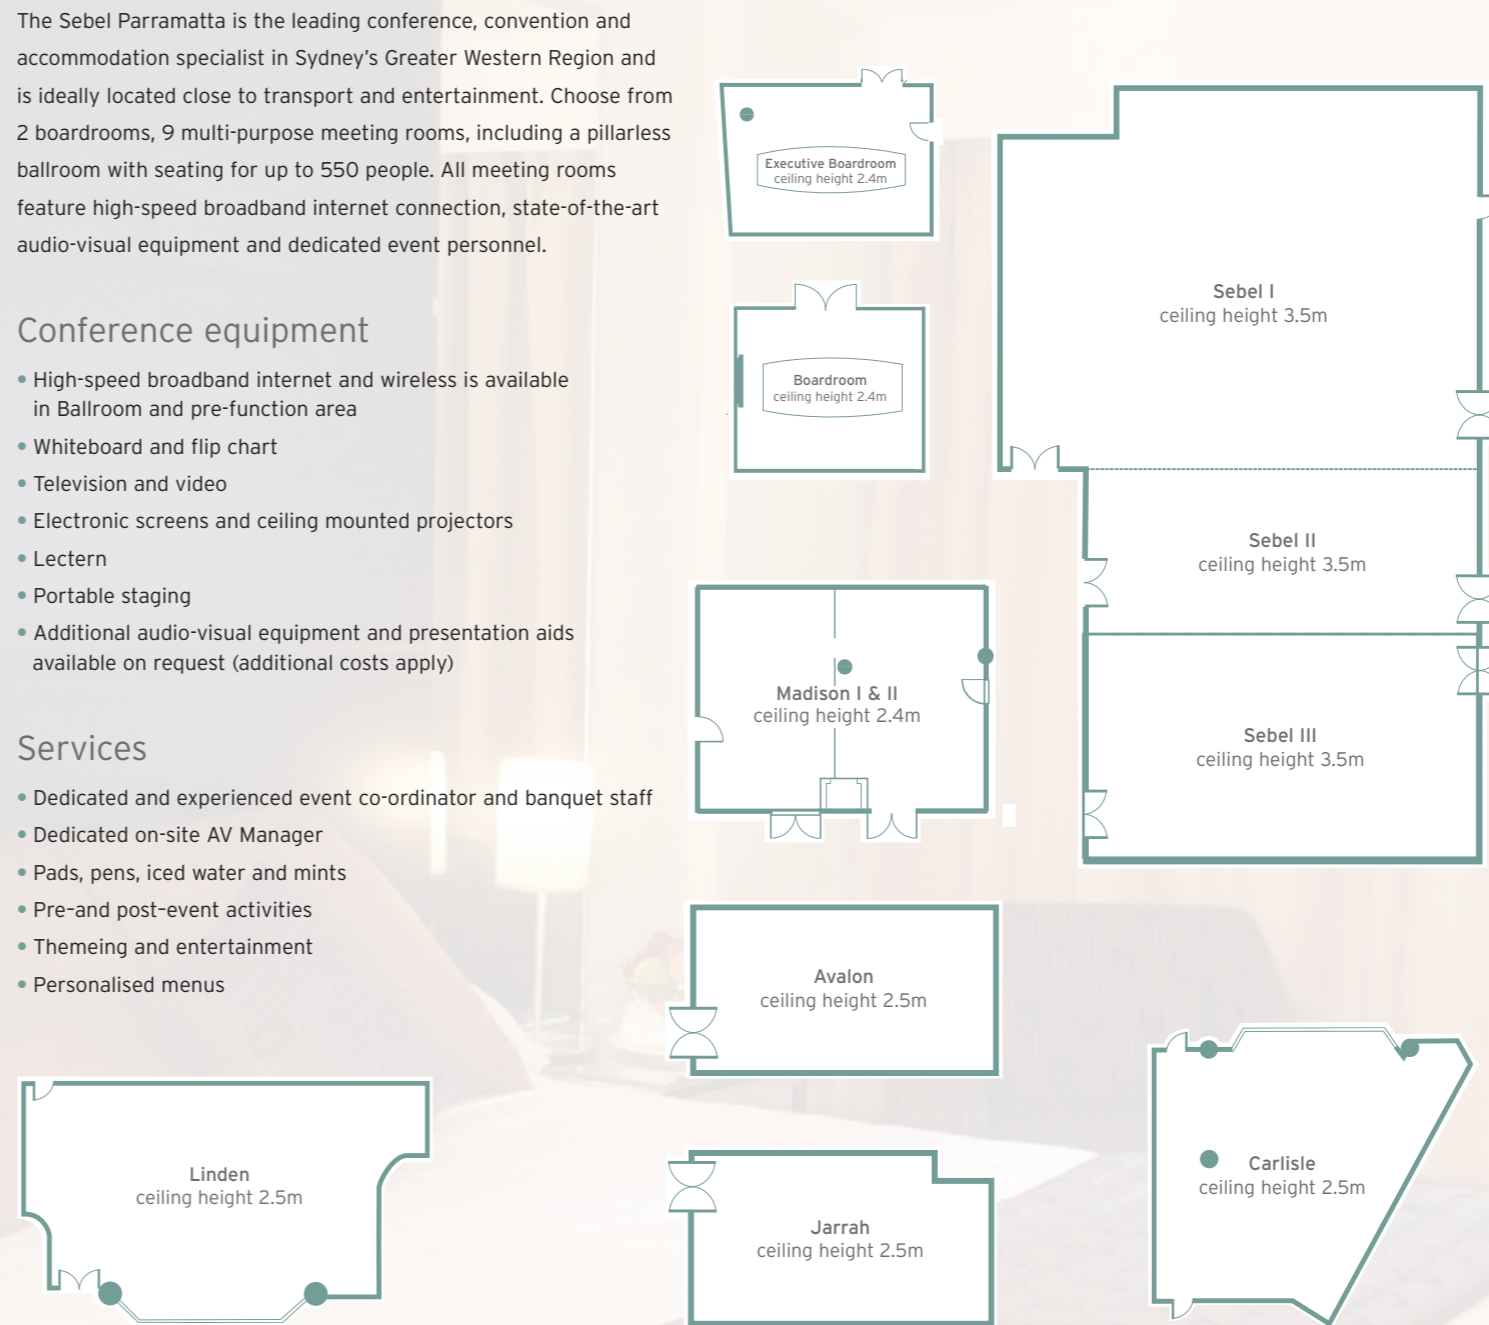 The Sebel Parramatta is the leading conference, convention and
accommodation specialist in Sydney's Greater Western Region and
is ideally located close to transport and entertainment. Choose from
2 boardrooms, 9 multi-purpose meeting rooms, including a pillarless
ballroom with seating for up to 550 people. All meeting rooms
feature high-speed broadband internet connection, state-of-the-art
audio-visual equipment and dedicated event personnel.
Conference equipment
• High-speed broadband internet and wireless is available
in Ballroom and pre-function area
• Whiteboard and flip chart
• Television and video
• Electronic screens and ceiling mounted projectors
• Lectern
• Portable staging
• Additional audio-visual equipment and presentation aids
available on request (additional costs apply)
Services
• Dedicated and experienced event co-ordinator and banquet staff
• Dedicated on-site AV Manager
• Pads, pens, iced water and mints
• Pre-and post-event activities
• Themeing and entertainment
• Personalised menus
Executive Boardroom
ceiling height 2.4m
Boardroom
ceiling height 2.4m
Sebel I
ceiling height 3.5m
Sebel II
ceiling height 3.5m
Sebel III
ceiling height 3.5m
Madison I & II
ceiling height 2.4m
Avalon
ceiling height 2.5m
Linden
ceiling height 2.5m
Jarrah
ceiling height 2.5m
Carlisle
ceiling height 2.5m